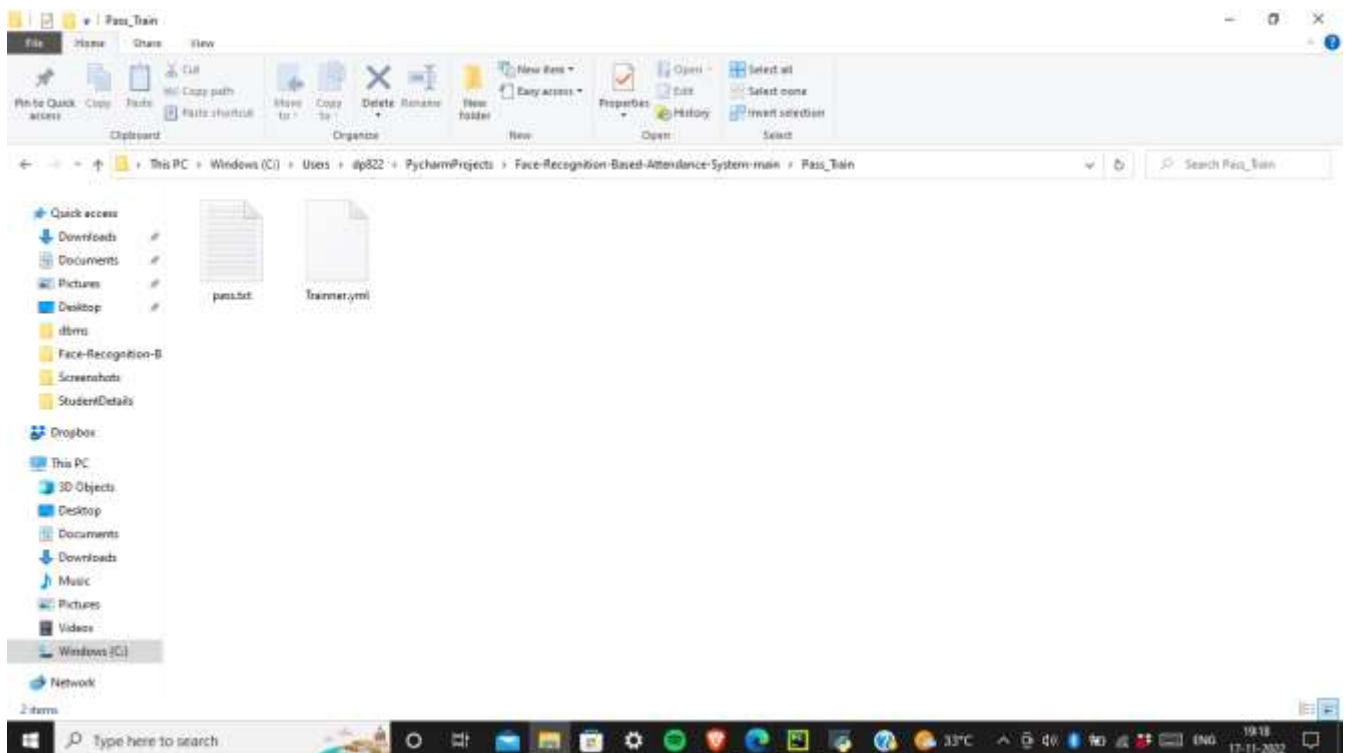 Pass_Train
File Home Share View
Pin to Quick access
Copy
Paste
Cut
Copy path
Paste shortcut
Clipboard
Move to
Copy to
Delete
Rename
Organize
New folder
New item
Easy access
New
Properties
Open
Edit
History
Open
Select all
Select none
Invert selection
Select
This PC Windows (C:) Users dp822 PycharmProjects Face-Recognition-Based-Attendance-System-main Pass_Train
Search Pass_Train
Quick access
Downloads
Documents
Pictures
Desktop
dbms
Face-Recognition-B
Screenshots
StudentDetails
Dropbox
This PC
3D Objects
Desktop
Documents
Downloads
Music
Pictures
Videos
Windows (C:)
Network
pass.txt
Trainner.yml
2 items
Type here to search
33°C
ENG
19:18
17-11-2022